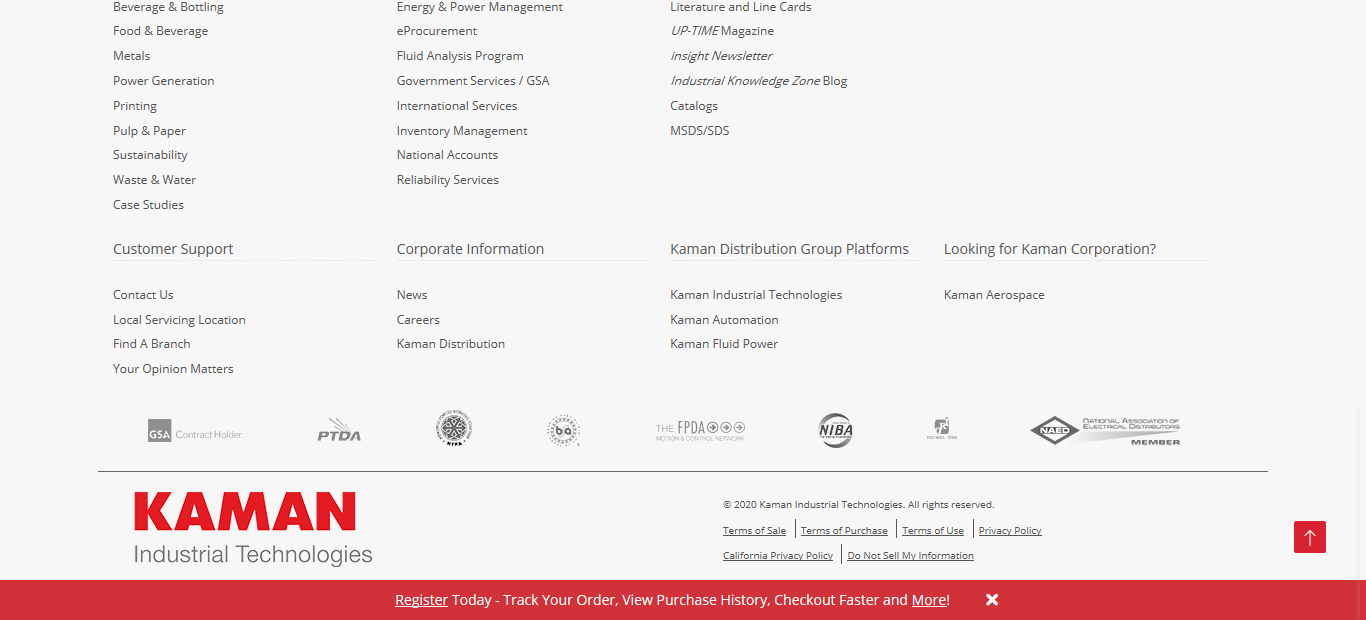 Beverage & Bottling
Food & Beverage
Metals
Power Generation
Printing
Pulp & Paper
Sustainability
Waste & Water
Case Studies
Energy & Power Management
eProcurement
Fluid Analysis Program
Government Services / GSA
International Services
Inventory Management
National Accounts
Reliability Services
Literature and Line Cards
UP-TIME Magazine
insight Newsletter
Industrial Knowledge Zone Blog
Catalogs
MSDS/SDS
Customer Support
Contact Us
Local Servicing Location
Find A Branch
Your Opinion Matters
Corporate Information
News
Careers
Kaman Distribution
Kaman Distribution Group Platforms
Kaman Industrial Technologies
Kaman Automation
Kaman Fluid Power
Looking for Kaman Corporation?
Kaman Aerospace
GSA Contract Holder
PTDA
NFPA
ba
THE FPDA
MOTION & CONTROL NETWORK
NIBA
NAED
NATIONAL ASSOCIATION OF
ELECTRICAL DISTRIBUTORS
MEMBER
KAMAN
Industrial Technologies
© 2020 Kaman Industrial Technologies. All rights reserved.
Terms of Sale Terms of Purchase Terms of Use Privacy Policy
California Privacy Policy Do Not Sell My Information
Register Today - Track Your Order, View Purchase History, Checkout Faster and More!